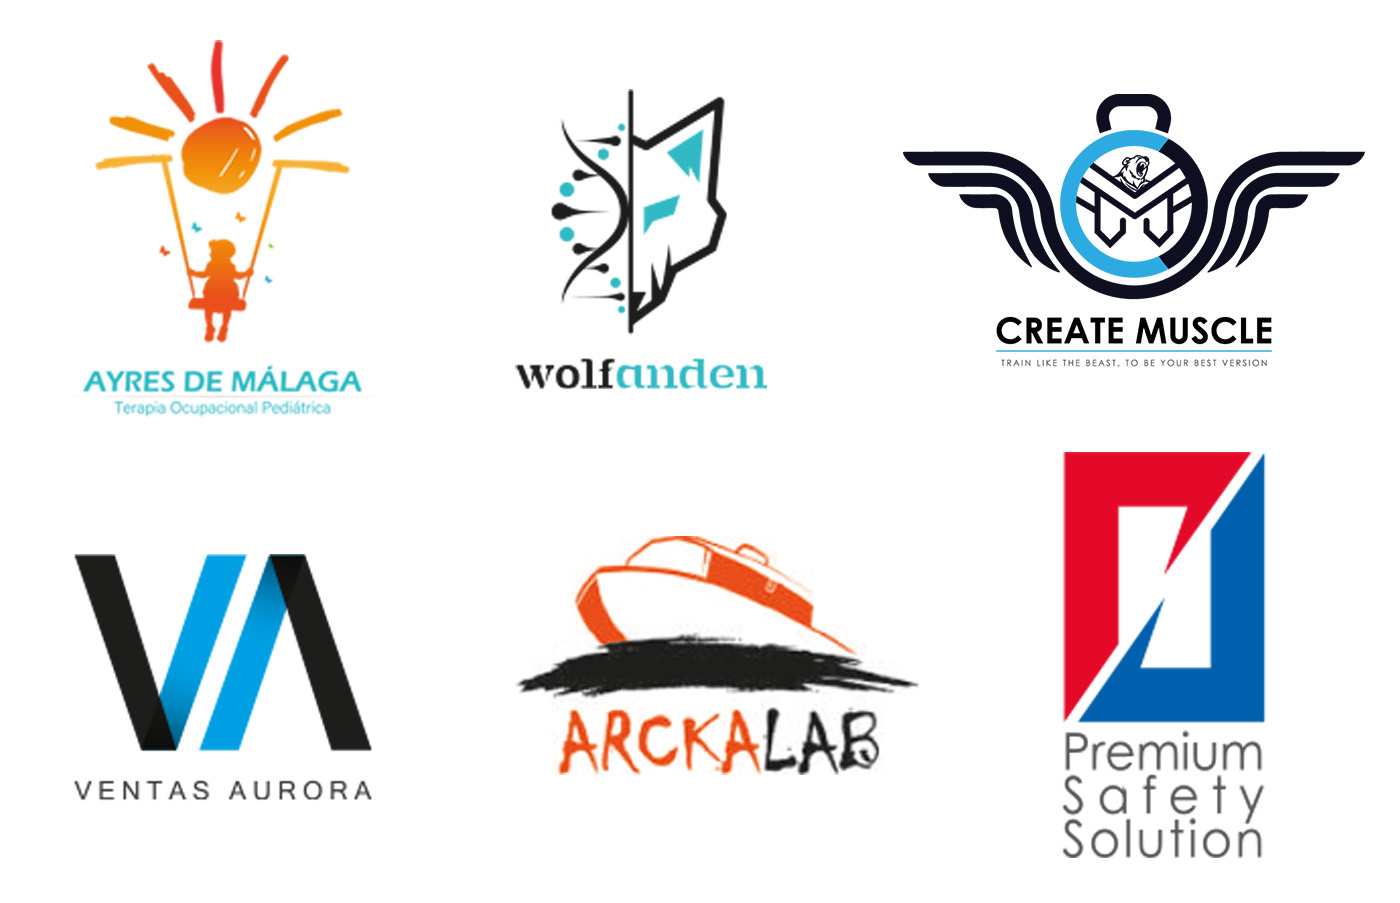 AYRES DE MÁLAGA
Terapia Ocupacional Pediátrica
wolfanden
CREATE MUSCLE
TRAIN LIKE THE BEAST, TO BE YOUR BEST VERSION
VENTAS AURORA
ARCKALAB
Premium
Safety
Solution